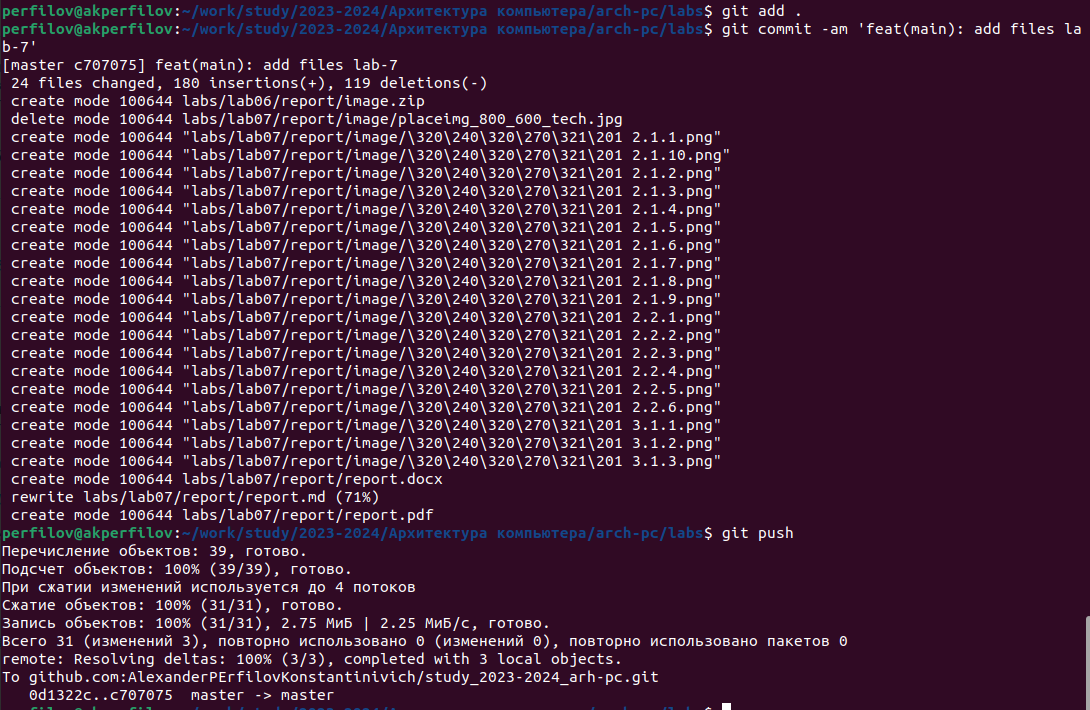 perfilov@akperfilov:~/work/study/2023-2024/Архитектура компьютера/arch-pc/labs$ git add .
perfilov@akperfilov:~/work/study/2023-2024/Архитектура компьютера/arch-pc/labs$ git commit -am 'feat(main): add files la
b-7'
[master c707075] feat(main): add files lab-7
 24 files changed, 180 insertions(+), 119 deletions(-)
 create mode 100644 labs/lab06/report/image.zip
 delete mode 100644 labs/lab07/report/image/placeimg_800_600_tech.jpg
 create mode 100644 "labs/lab07/report/image/\320\240\320\270\321\201 2.1.1.png"
 create mode 100644 "labs/lab07/report/image/\320\240\320\270\321\201 2.1.10.png"
 create mode 100644 "labs/lab07/report/image/\320\240\320\270\321\201 2.1.2.png"
 create mode 100644 "labs/lab07/report/image/\320\240\320\270\321\201 2.1.3.png"
 create mode 100644 "labs/lab07/report/image/\320\240\320\270\321\201 2.1.4.png"
 create mode 100644 "labs/lab07/report/image/\320\240\320\270\321\201 2.1.5.png"
 create mode 100644 "labs/lab07/report/image/\320\240\320\270\321\201 2.1.6.png"
 create mode 100644 "labs/lab07/report/image/\320\240\320\270\321\201 2.1.7.png"
 create mode 100644 "labs/lab07/report/image/\320\240\320\270\321\201 2.1.8.png"
 create mode 100644 "labs/lab07/report/image/\320\240\320\270\321\201 2.1.9.png"
 create mode 100644 "labs/lab07/report/image/\320\240\320\270\321\201 2.2.1.png"
 create mode 100644 "labs/lab07/report/image/\320\240\320\270\321\201 2.2.2.png"
 create mode 100644 "labs/lab07/report/image/\320\240\320\270\321\201 2.2.3.png"
 create mode 100644 "labs/lab07/report/image/\320\240\320\270\321\201 2.2.4.png"
 create mode 100644 "labs/lab07/report/image/\320\240\320\270\321\201 2.2.5.png"
 create mode 100644 "labs/lab07/report/image/\320\240\320\270\321\201 2.2.6.png"
 create mode 100644 "labs/lab07/report/image/\320\240\320\270\321\201 3.1.1.png"
 create mode 100644 "labs/lab07/report/image/\320\240\320\270\321\201 3.1.2.png"
 create mode 100644 "labs/lab07/report/image/\320\240\320\270\321\201 3.1.3.png"
 create mode 100644 labs/lab07/report/report.docx
 rewrite labs/lab07/report/report.md (71%)
 create mode 100644 labs/lab07/report/report.pdf
perfilov@akperfilov:~/work/study/2023-2024/Архитектура компьютера/arch-pc/labs$ git push
Перечисление объектов: 39, готово.
Подсчет объектов: 100% (39/39), готово.
При сжатии изменений используется до 4 потоков
Сжатие объектов: 100% (31/31), готово.
Запись объектов: 100% (31/31), 2.75 МиБ | 2.25 МиБ/с, готово.
Всего 31 (изменений 3), повторно использовано 0 (изменений 0), повторно использовано пакетов 0
remote: Resolving deltas: 100% (3/3), completed with 3 local objects.
To github.com:AlexanderPErfilovKonstantinivich/study_2023-2024_arh-pc.git
   0d1322c..c707075  master -> master